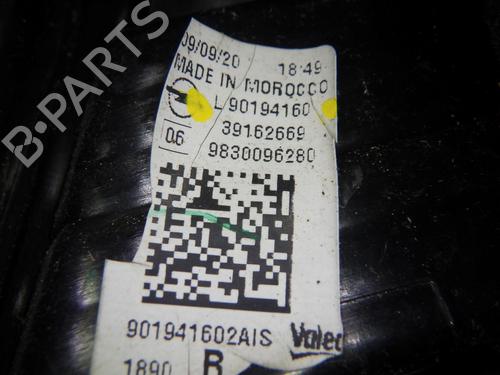 09/09/20 18:49
MADE IN MOROCCO
L 90194160
39162669
06
9830096280
901941602AIS Valeo
1890 R
B-PARTS